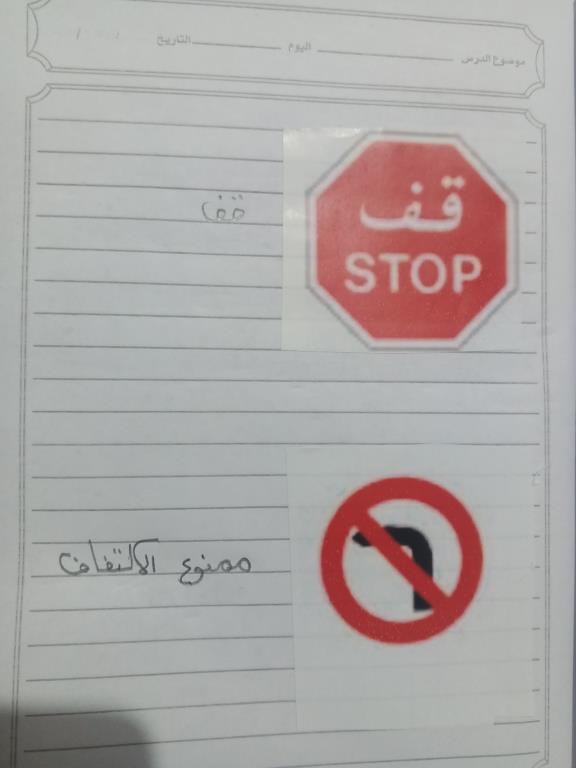 موضوع الدرس اليوم التاريخ / /
قف
STOP
قف
ممنوع الالتفاف